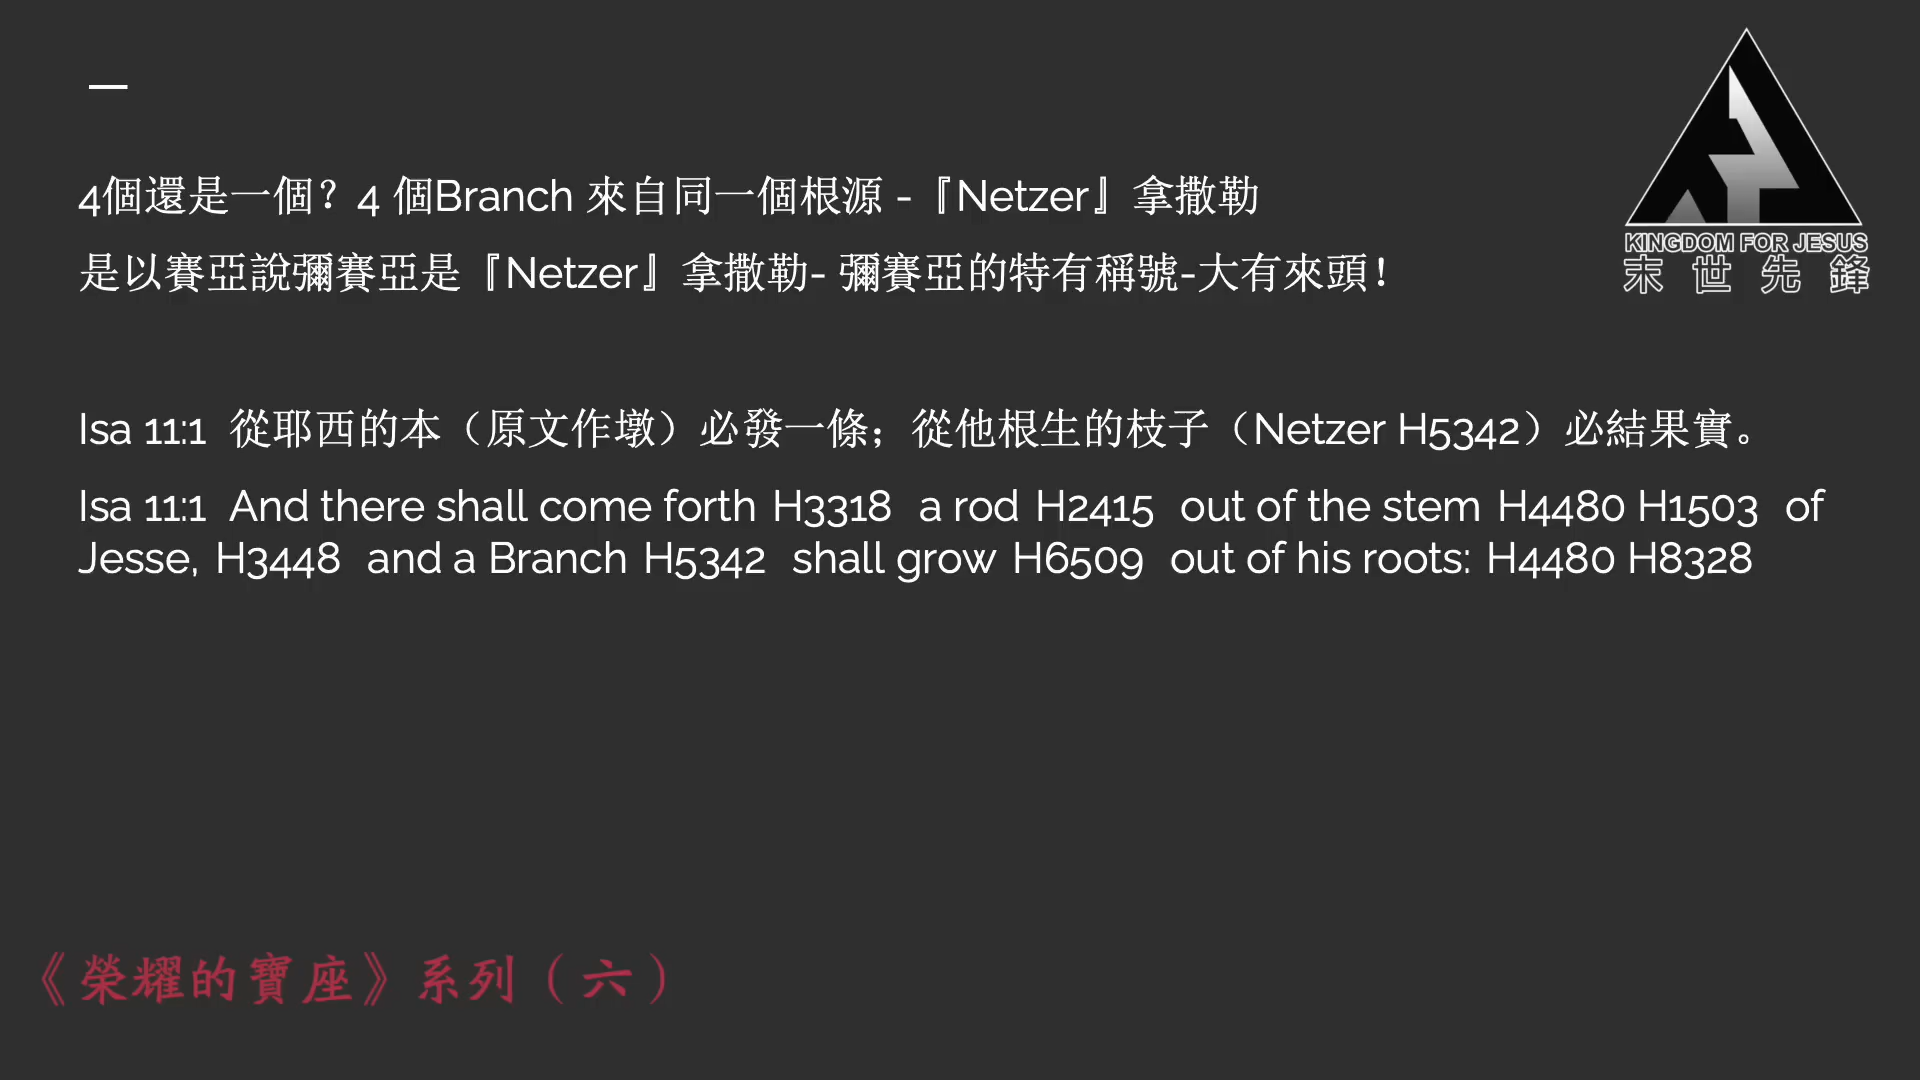 4個還是一個？4 個Branch 來自同一個根源 -『Netzer』拿撒勒
是以賽亞說彌賽亞是『Netzer』拿撒勒- 彌賽亞的特有稱號-大有來頭！
KINGDOM FOR JESUS
末世先鋒
Isa 11:1 從耶西的本（原文作墩）必發一條；從他根生的枝子（Netzer H5342）必結果實。
Isa 11:1 And there shall come forth H3318 a rod H2415 out of the stem H4480 H1503 of
Jesse, H3448 and a Branch H5342 shall grow H6509 out of his roots: H4480 H8328
《榮耀的寶座》系列（六）